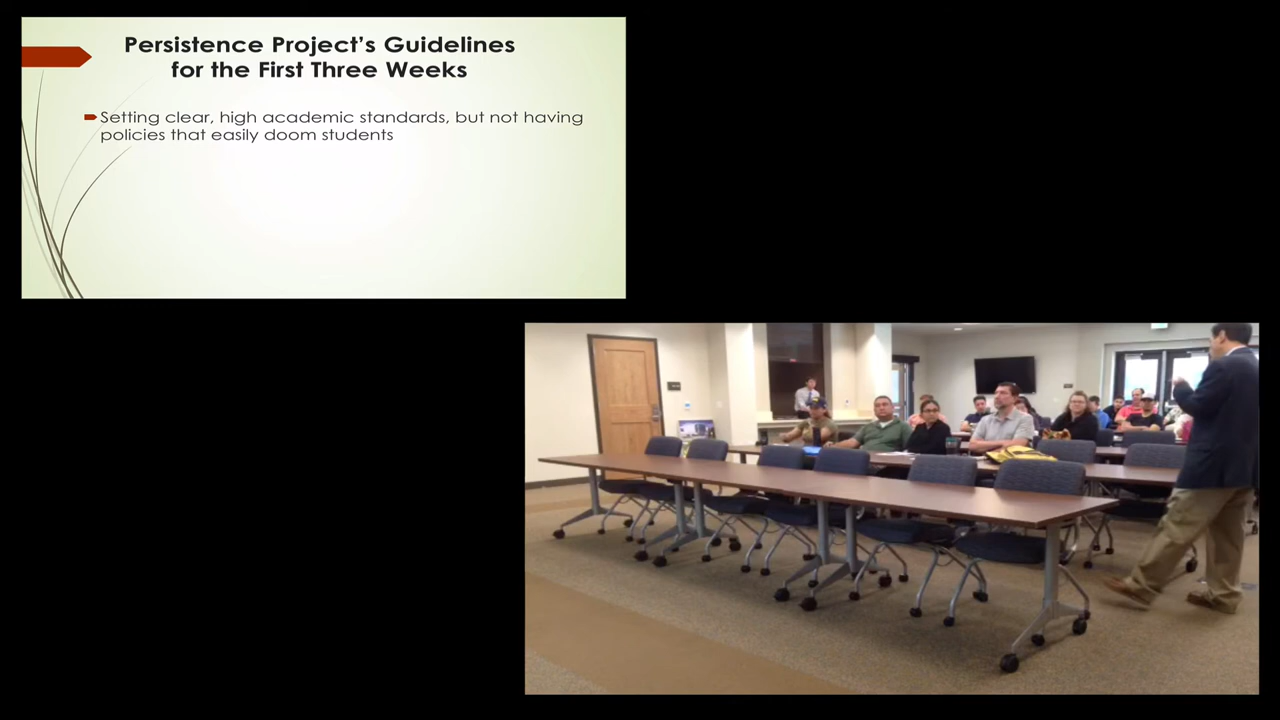 Persistence Project's Guidelines
for the First Three Weeks
Setting clear, high academic standards, but not having
policies that easily doom students